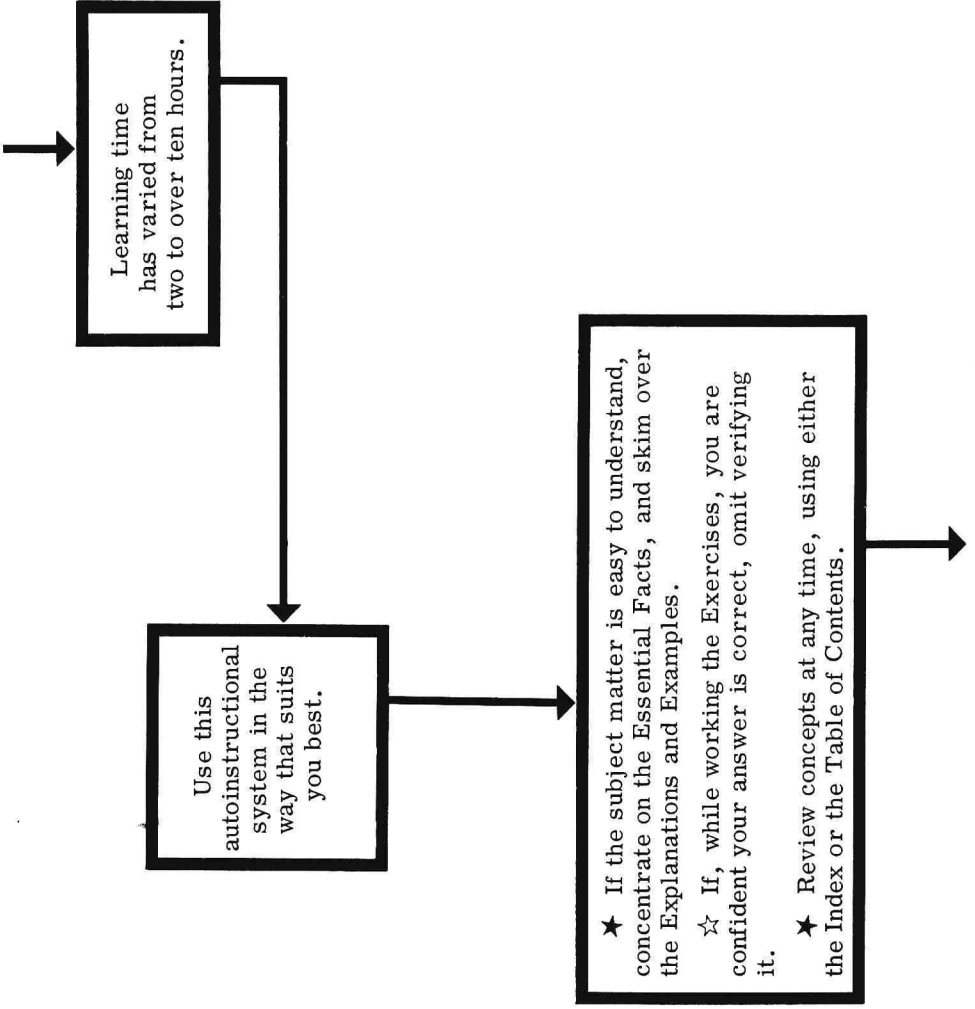 Learning time
has varied from
two to over ten hours.
Use this
autoinstructional
system in the
way that suits
you best.
★ If the subject matter is easy to understand,
concentrate on the Essential Facts, and skim over
the Explanations and Examples.
☆ If, while working the Exercises, you are
confident your answer is correct, omit verifying
it.
★ Review concepts at any time, using either
the Index or the Table of Contents.